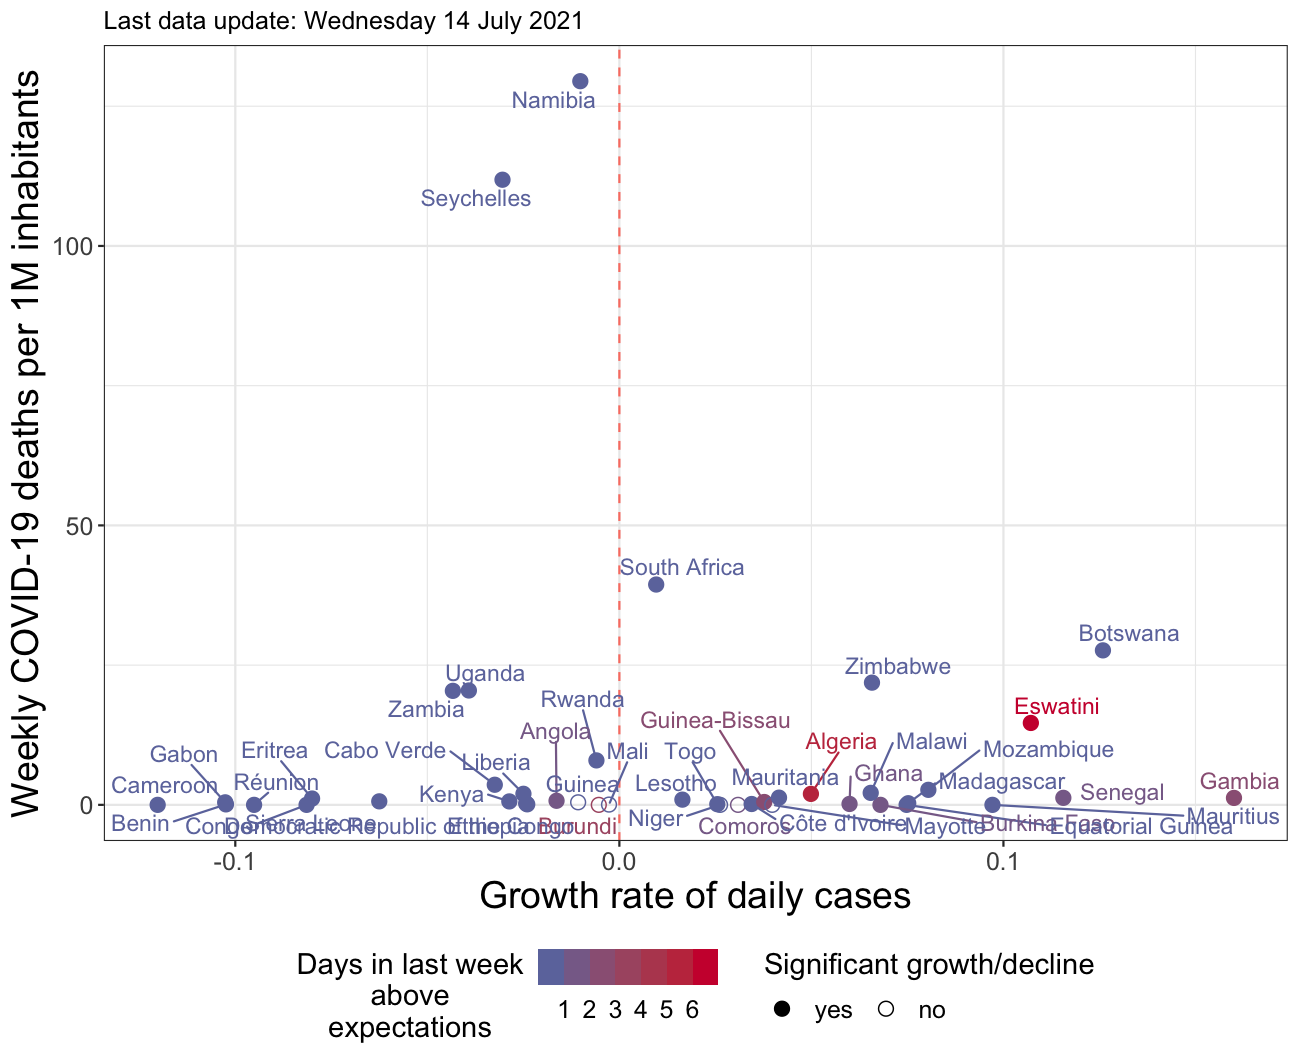 Last data update: Wednesday 14 July 2021
Weekly COVID-19 deaths per 1M inhabitants
100
50
0
Namibia
Seychelles
South Africa
Botswana
Zimbabwe
Uganda
Zambia
Rwanda
Eswatini
Guinea-Bissau
Angola
Algeria
Malawi
Mozambique
Gabon
Eritrea
Cabo Verde
Liberia
Mali
Togo
Cameroon
Réunion
Kenya
Guinea
Lesotho
Mauritania
Ghana
Madagascar
Senegal
Gambia
Benin
Congo
Democratic Republic of the Congo
Sierra Leone
Ethiopia
Burundi
Niger
Comoros
Côte d'Ivoire
Mayotte
Burkina Faso
Equatorial Guinea
Mauritius
-0.1
0.0
0.1
Growth rate of daily cases
Days in last week
above
expectations
1 2 3 4 5 6
Significant growth/decline
yes
no